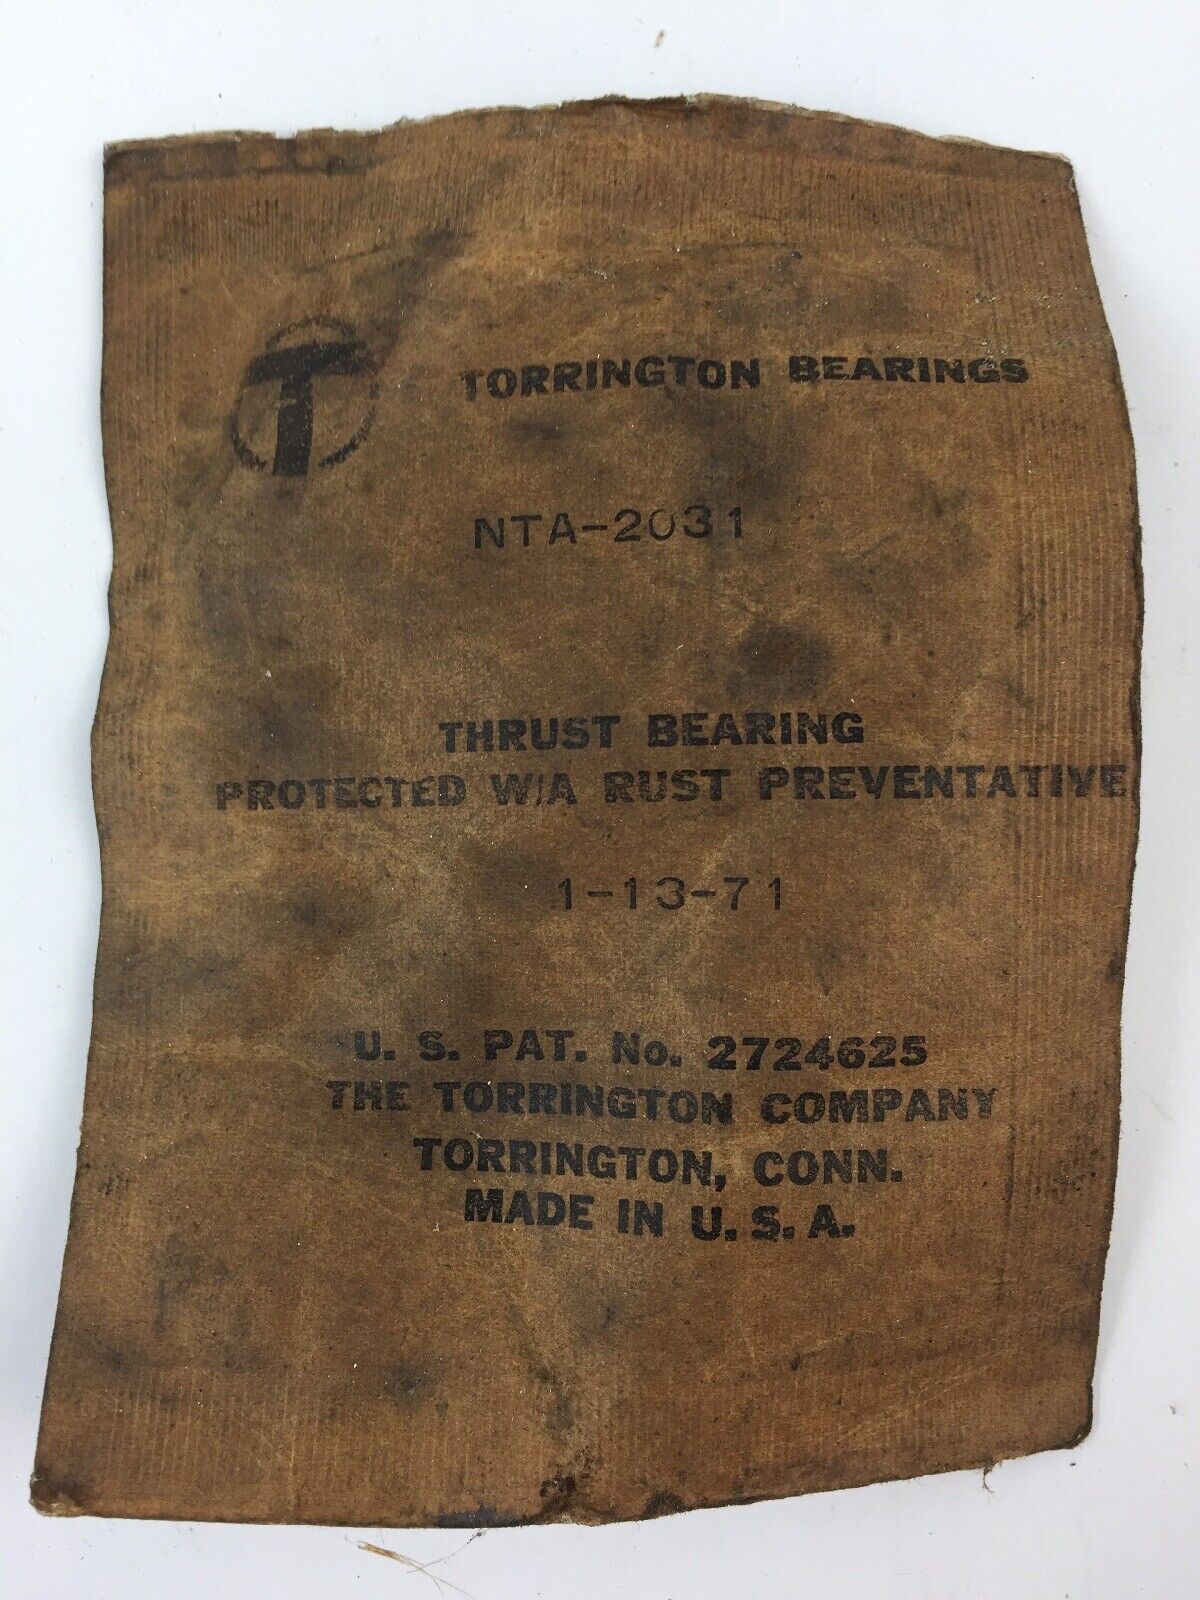 T
TORRINGTON BEARINGS
NTA-2031
THRUST BEARING
PROTECTED W/A RUST PREVENTATIVE
1-13-71
U. S. PAT. No. 2724625
THE TORRINGTON COMPANY
TORRINGTON, CONN.
MADE IN U. S. A.